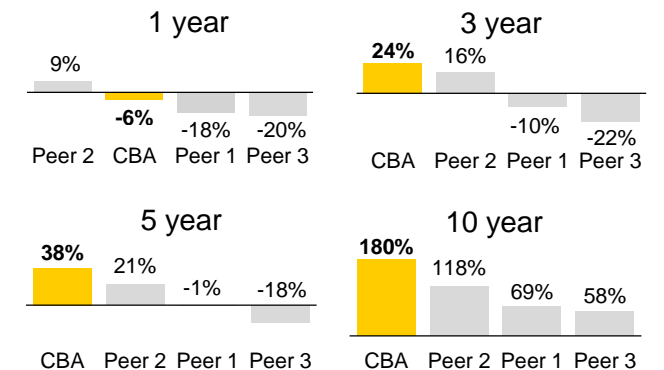 1 year
9%
-6%
-18%
-20%
Peer 2 CBA Peer 1 Peer 3
3 year
24%
16%
-10%
-22%
CBA Peer 2 Peer 1 Peer 3
5 year
38%
21%
-1%
-18%
CBA Peer 2 Peer 1 Peer 3
10 year
180%
118%
69%
58%
CBA Peer 2 Peer 1 Peer 3